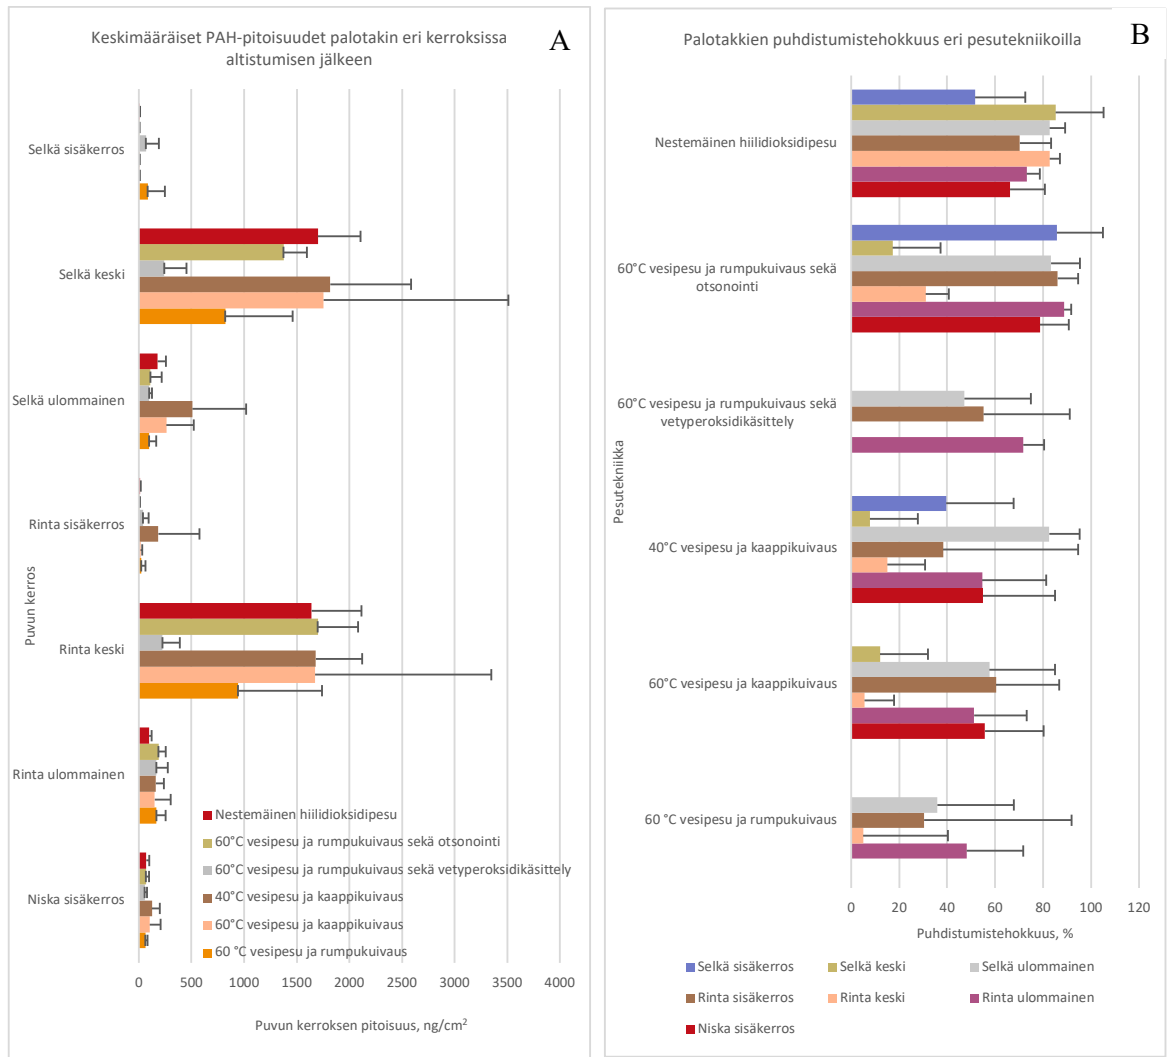 Keskimääräiset PAH-pitoisuudet palotakin eri kerroksissa
altistumisen jälkeen
A
Selkä sisäkerros
Selkä keski
Selkä ulommainen
Rinta sisäkerros
Rinta keski
Rinta ulommainen
Niska sisäkerros
Puvun kerros
Nestemäinen hiilidioksidipesu
60°C vesipesu ja rumpukuivaus sekä otsonointi
60°C vesipesu ja rumpukuivaus sekä vetyperoksidikäsittely
40°C vesipesu ja kaappikuivaus
60°C vesipesu ja kaappikuivaus
60 °C vesipesu ja rumpukuivaus
0 500 1000 1500 2000 2500 3000 3500 4000
Puvun kerroksen pitoisuus, ng/cm²
Palotakkien puhdistumistehokkuus eri pesutekniikoilla
B
Nestemäinen hiilidioksidipesu
60°C vesipesu ja rumpukuivaus sekä
otsonointi
60°C vesipesu ja rumpukuivaus sekä
vetyperoksidikäsittely
40°C vesipesu ja kaappikuivaus
60°C vesipesu ja kaappikuivaus
60 °C vesipesu ja rumpukuivaus
Pesutekniikka
0 20 40 60 80 100 120
Puhdistumistehokkuus, %
Selkä sisäkerros Selkä keski Selkä ulommainen
Rinta sisäkerros Rinta keski Rinta ulommainen
Niska sisäkerros